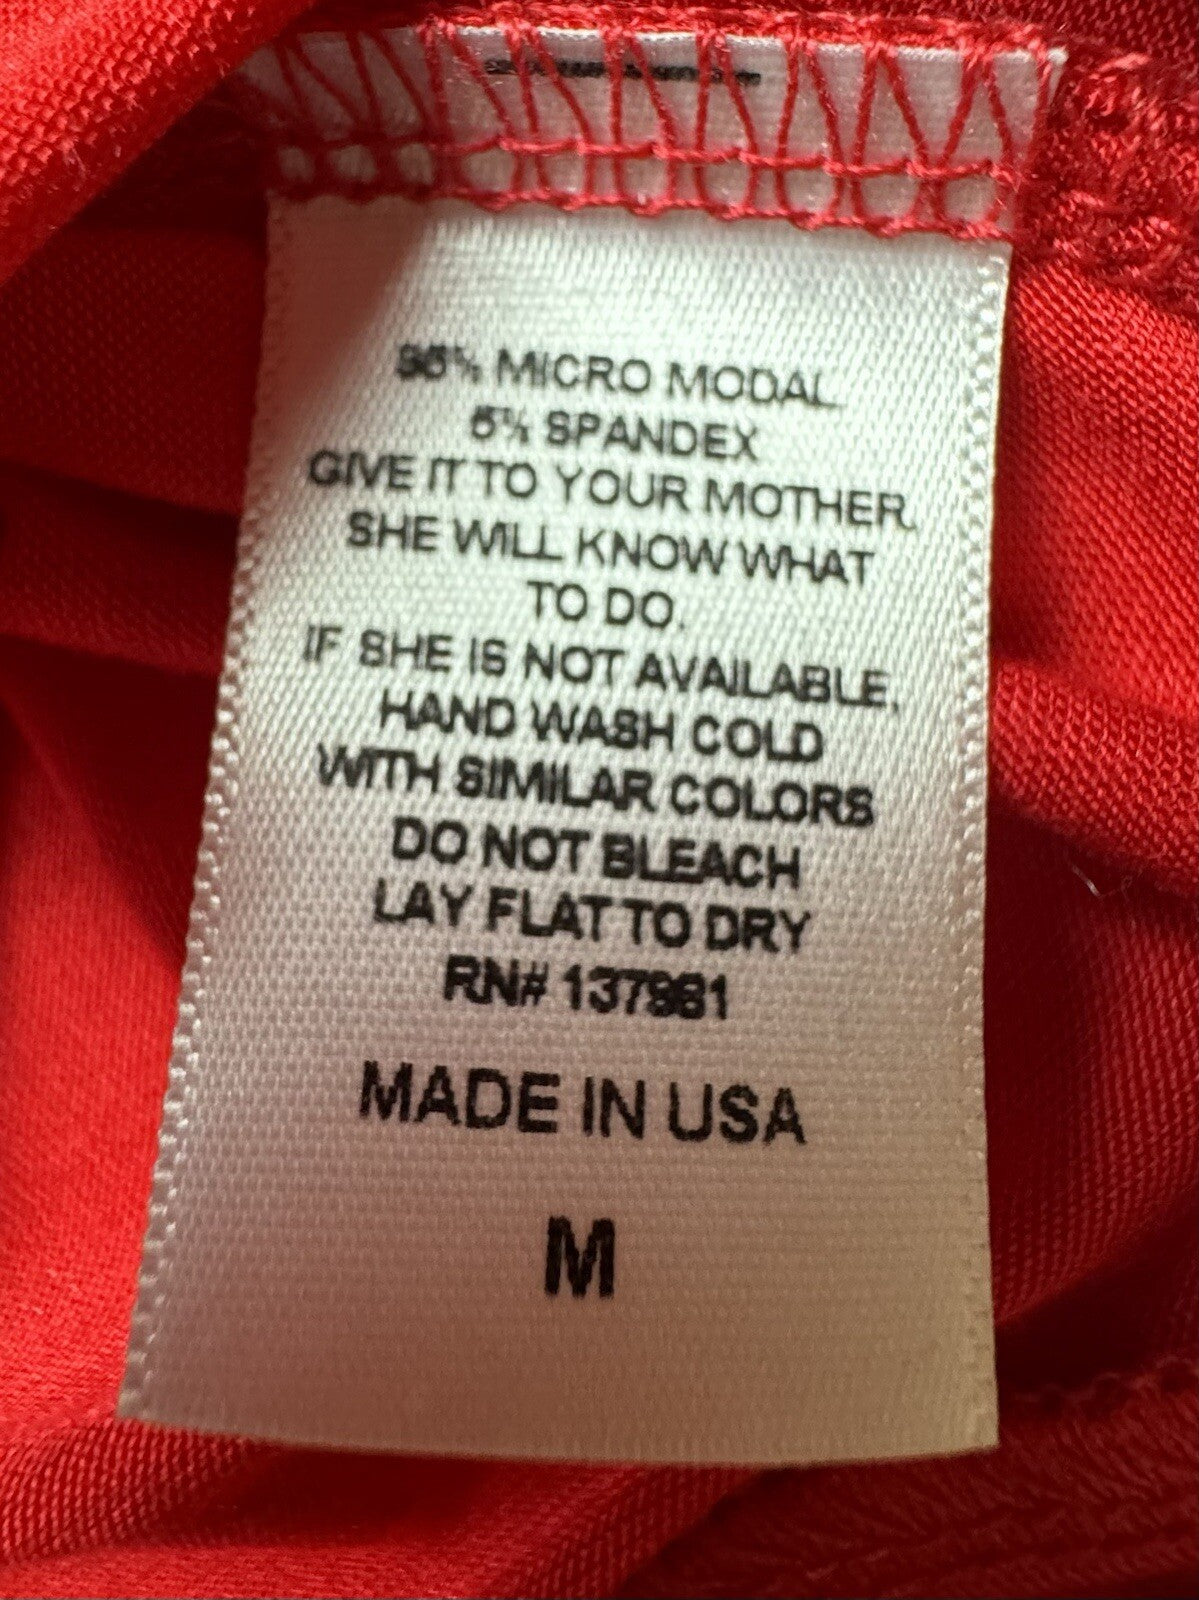 95% MICRO MODAL
5% SPANDEX
GIVE IT TO YOUR MOTHER.
SHE WILL KNOW WHAT
TO DO.
IF SHE IS NOT AVAILABLE,
HAND WASH COLD
WITH SIMILAR COLORS
DO NOT BLEACH
LAY FLAT TO DRY
RN# 137981
MADE IN USA
M